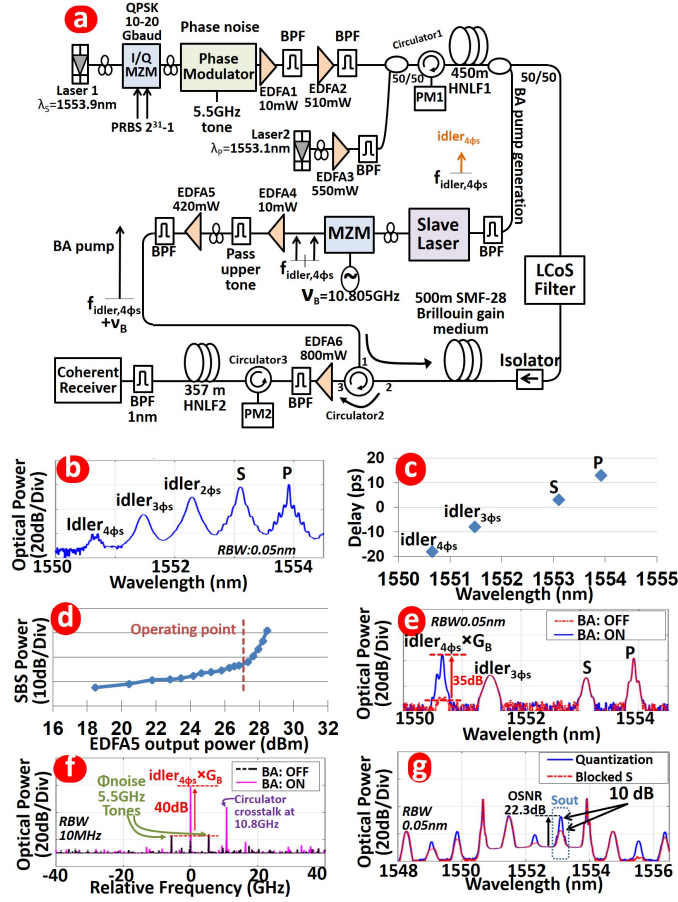 a
QPSK
10-20
Gbaud
Phase noise
I/Q
MZM
Phase
Modulator
BPF
BPF
EDFA1
10mW
EDFA2
510mW
Circulator1
50/50
PM1
450m
HNLF1
50/50
Laser 1
λS=1553.9nm
PRBS 2³¹-1
5.5GHz
tone
Laser2
λP=1553.1nm
EDFA3
550mW
BPF
idler4ϕs
fidler,4ϕs
BA pump generation
EDFA5
420mW
EDFA4
10mW
BPF
Pass
upper
tone
MZM
Slave
Laser
BPF
BA pump
fidler,4ϕs
+νB
fidler,4ϕs
νB=10.805GHz
500m SMF-28
Brillouin gain
medium
LCoS
Filter
Isolator
Coherent
Receiver
BPF
1nm
357 m
HNLF2
Circulator3
PM2
BPF
EDFA6
800mW
1
2
3
Circulator2
b
Optical Power
(20dB/Div)
Idler4ϕs
idler3ϕs
idler2ϕs
S
P
RBW:0.05nm
1550
1552
1554
Wavelength (nm)
c
Delay (ps)
20
10
0
-10
-20
idler4ϕs
idler3ϕs
S
P
1550
1551
1552
1553
1554
1555
Wavelength (nm)
d
SBS Power
(10dB/Div)
Operating point
16
18
20
22
24
26
28
30
32
EDFA5 output power (dBm)
e
Optical Power
(20dB/Div)
RBW0.05nm
BA: OFF
BA: ON
idler4ϕs×GB
35dB
idler3ϕs
S
P
1550
1552
1554
Wavelength (nm)
f
Optical Power
(20dB/Div)
Φnoise
5.5GHz
Tones
idler4ϕs×GB
40dB
BA: OFF
BA: ON
Circulator
crosstalk at
10.8GHz
RBW
10MHz
-40
-20
0
20
40
Relative Frequency (GHz)
g
Optical Power
(20dB/Div)
Quantization
Blocked S
OSNR
22.3dB
Sout
10 dB
RBW
0.05nm
1548
1550
1552
1554
1556
Wavelength (nm)